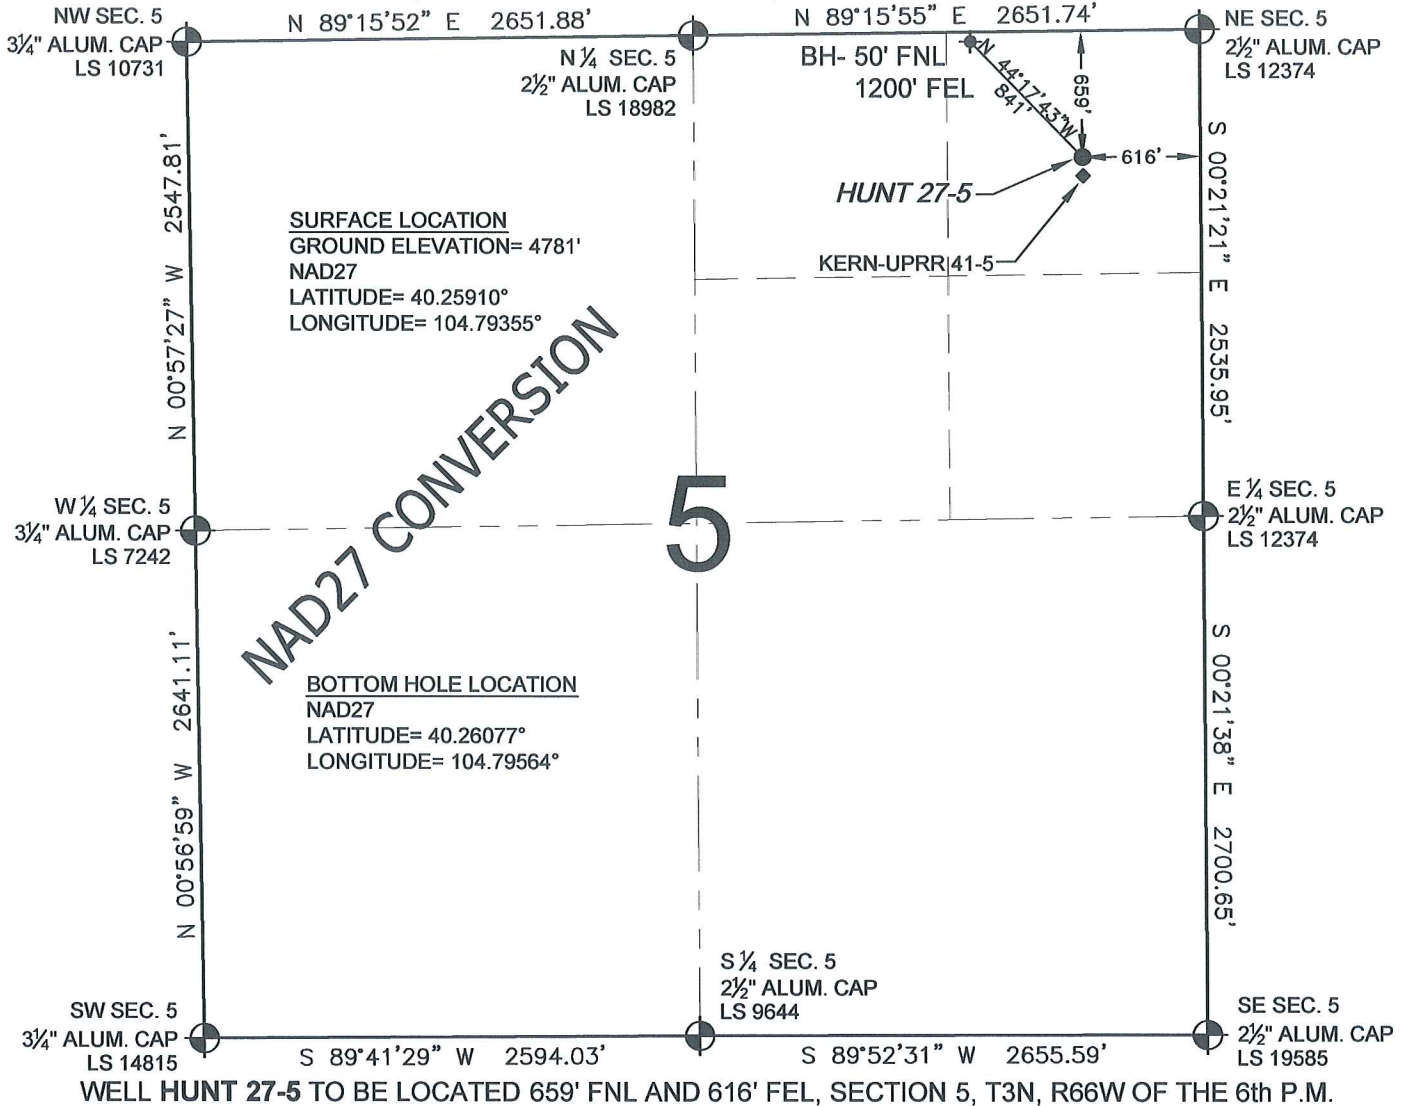 NW SEC. 5
3¼" ALUM. CAP
LS 10731
N 89°15'52" E 2651.88'
N ¼ SEC. 5
2½" ALUM. CAP
LS 18982
N 89°15'55" E 2651.74'
BH- 50' FNL
1200' FEL
N 44°17'43"W
841'
659'
616'
NE SEC. 5
2½" ALUM. CAP
LS 12374
HUNT 27-5
KERN-UPRR 41-5
N 00°57'27" W 2547.81'
S 00°21'21" E 2535.95'
SURFACE LOCATION
GROUND ELEVATION= 4781'
NAD27
LATITUDE= 40.25910°
LONGITUDE= 104.79355°
NAD27 CONVERSION
5
W ¼ SEC. 5
3¼" ALUM. CAP
LS 7242
E ¼ SEC. 5
2½" ALUM. CAP
LS 12374
N 00°56'59" W 2641.11'
S 00°21'38" E 2700.65'
BOTTOM HOLE LOCATION
NAD27
LATITUDE= 40.26077°
LONGITUDE= 104.79564°
SW SEC. 5
3¼" ALUM. CAP
LS 14815
S ¼ SEC. 5
2½" ALUM. CAP
LS 9644
SE SEC. 5
2½" ALUM. CAP
LS 19585
S 89°41'29" W 2594.03'
S 89°52'31" W 2655.59'
WELL HUNT 27-5 TO BE LOCATED 659' FNL AND 616' FEL, SECTION 5, T3N, R66W OF THE 6th P.M.